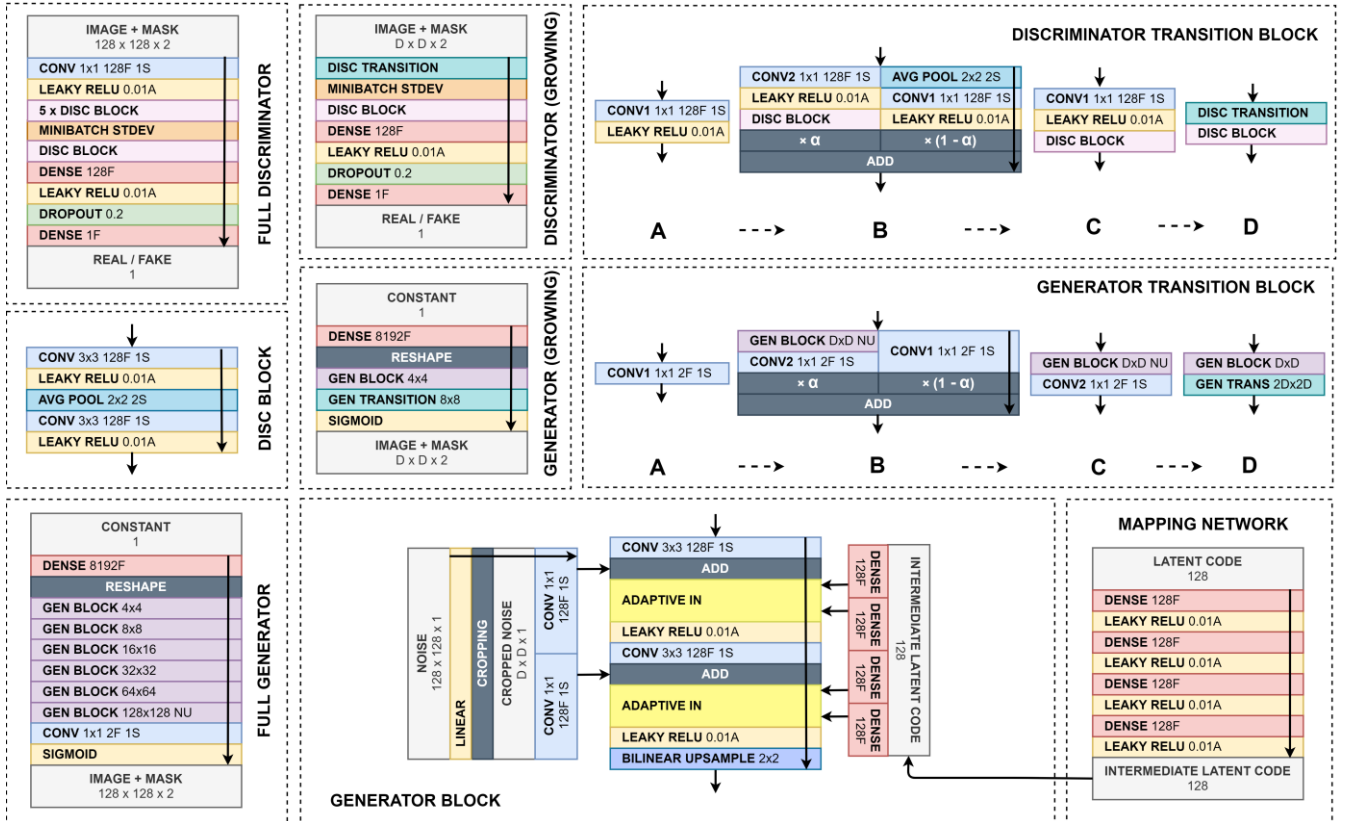 IMAGE + MASK
128 x 128 x 2
CONV 1x1 128F 1S
LEAKY RELU 0.01A
5 x DISC BLOCK
MINIBATCH STDEV
DISC BLOCK
DENSE 128F
LEAKY RELU 0.01A
DROPOUT 0.2
DENSE 1F
REAL / FAKE
1
FULL DISCRIMINATOR
IMAGE + MASK
D x D x 2
DISC TRANSITION
MINIBATCH STDEV
DISC BLOCK
DENSE 128F
LEAKY RELU 0.01A
DROPOUT 0.2
DENSE 1F
REAL / FAKE
1
DISCRIMINATOR (GROWING)
DISCRIMINATOR TRANSITION BLOCK
CONV1 1x1 128F 1S
LEAKY RELU 0.01A
CONV2 1x1 128F 1S
LEAKY RELU 0.01A
DISC BLOCK
× α
AVG POOL 2x2 2S
CONV1 1x1 128F 1S
LEAKY RELU 0.01A
× (1 - α)
ADD
CONV1 1x1 128F 1S
LEAKY RELU 0.01A
DISC BLOCK
DISC TRANSITION
DISC BLOCK
A
B
C
D
CONV 3x3 128F 1S
LEAKY RELU 0.01A
AVG POOL 2x2 2S
CONV 3x3 128F 1S
LEAKY RELU 0.01A
DISC BLOCK
CONSTANT
1
DENSE 8192F
RESHAPE
GEN BLOCK 4x4
GEN TRANSITION 8x8
SIGMOID
IMAGE + MASK
D x D x 2
GENERATOR (GROWING)
GENERATOR TRANSITION BLOCK
CONV1 1x1 2F 1S
GEN BLOCK DxD NU
CONV2 1x1 2F 1S
× α
CONV1 1x1 2F 1S
× (1 - α)
ADD
GEN BLOCK DxD NU
CONV2 1x1 2F 1S
GEN BLOCK DxD
GEN TRANS 2Dx2D
A
B
C
D
CONSTANT
1
DENSE 8192F
RESHAPE
GEN BLOCK 4x4
GEN BLOCK 8x8
GEN BLOCK 16x16
GEN BLOCK 32x32
GEN BLOCK 64x64
GEN BLOCK 128x128 NU
CONV 1x1 2F 1S
SIGMOID
IMAGE + MASK
128 x 128 x 2
FULL GENERATOR
NOISE
128 x 128 x 1
LINEAR
CROPPING
CROPPED NOISE
D x D x 1
CONV 1x1
128F 1S
CONV 1x1
128F 1S
CONV 3x3 128F 1S
ADD
ADAPTIVE IN
LEAKY RELU 0.01A
CONV 3x3 128F 1S
ADD
ADAPTIVE IN
LEAKY RELU 0.01A
BILINEAR UPSAMPLE 2x2
DENSE
128F
DENSE
128F
DENSE
128F
DENSE
128F
INTERMEDIATE LATENT CODE
128
GENERATOR BLOCK
MAPPING NETWORK
LATENT CODE
128
DENSE 128F
LEAKY RELU 0.01A
DENSE 128F
LEAKY RELU 0.01A
DENSE 128F
LEAKY RELU 0.01A
DENSE 128F
LEAKY RELU 0.01A
INTERMEDIATE LATENT CODE
128